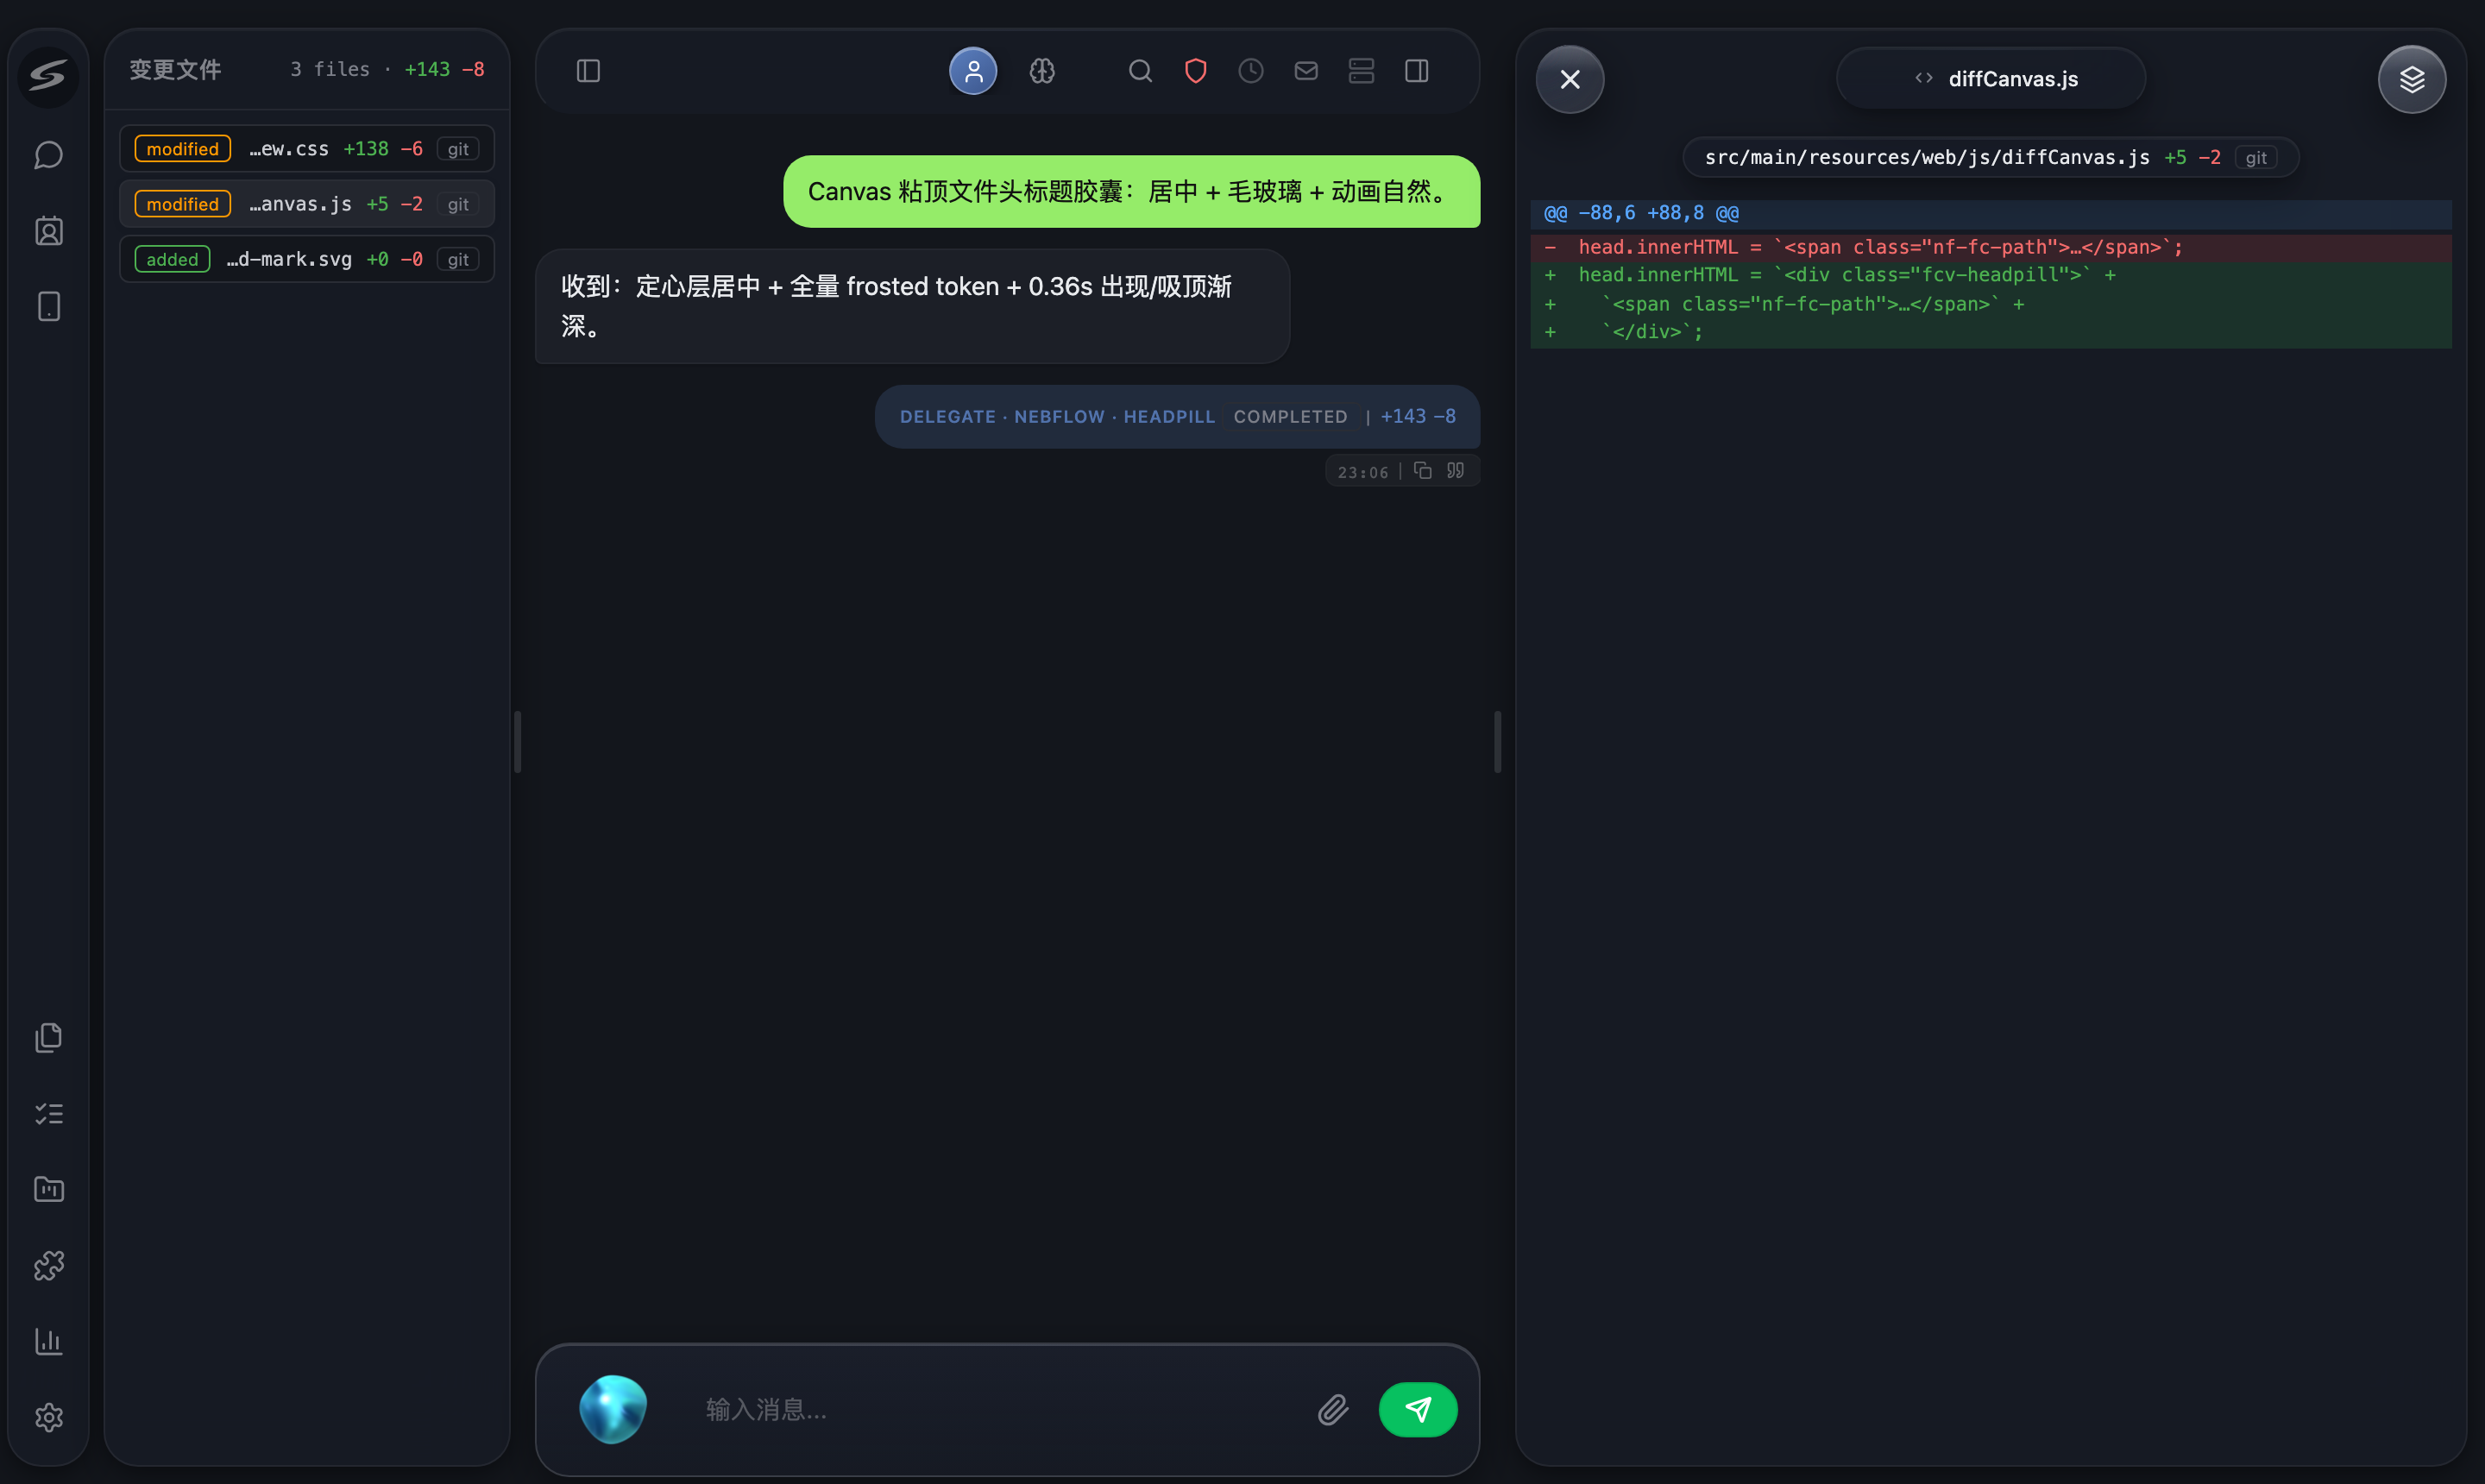 变更文件 3 files · +143 −8
modified …ew.css +138 −6 git
modified …anvas.js +5 −2 git
added …d-mark.svg +0 −0 git
Canvas 粘顶文件头标题胶囊：居中 + 毛玻璃 + 动画自然。
收到：定心层居中 + 全量 frosted token + 0.36s 出现/吸顶渐
深。
DELEGATE · NEBFLOW · HEADPILL COMPLETED | +143 −8
23:06
输入消息...
diffCanvas.js
src/main/resources/web/js/diffCanvas.js +5 −2 git
@@ −88,6 +88,8 @@
− head.innerHTML = `<span class="nf-fc-path">…</span>`;
+ head.innerHTML = `<div class="fcv-headpill">` +
+ `<span class="nf-fc-path">…</span>` +
+ `</div>`;